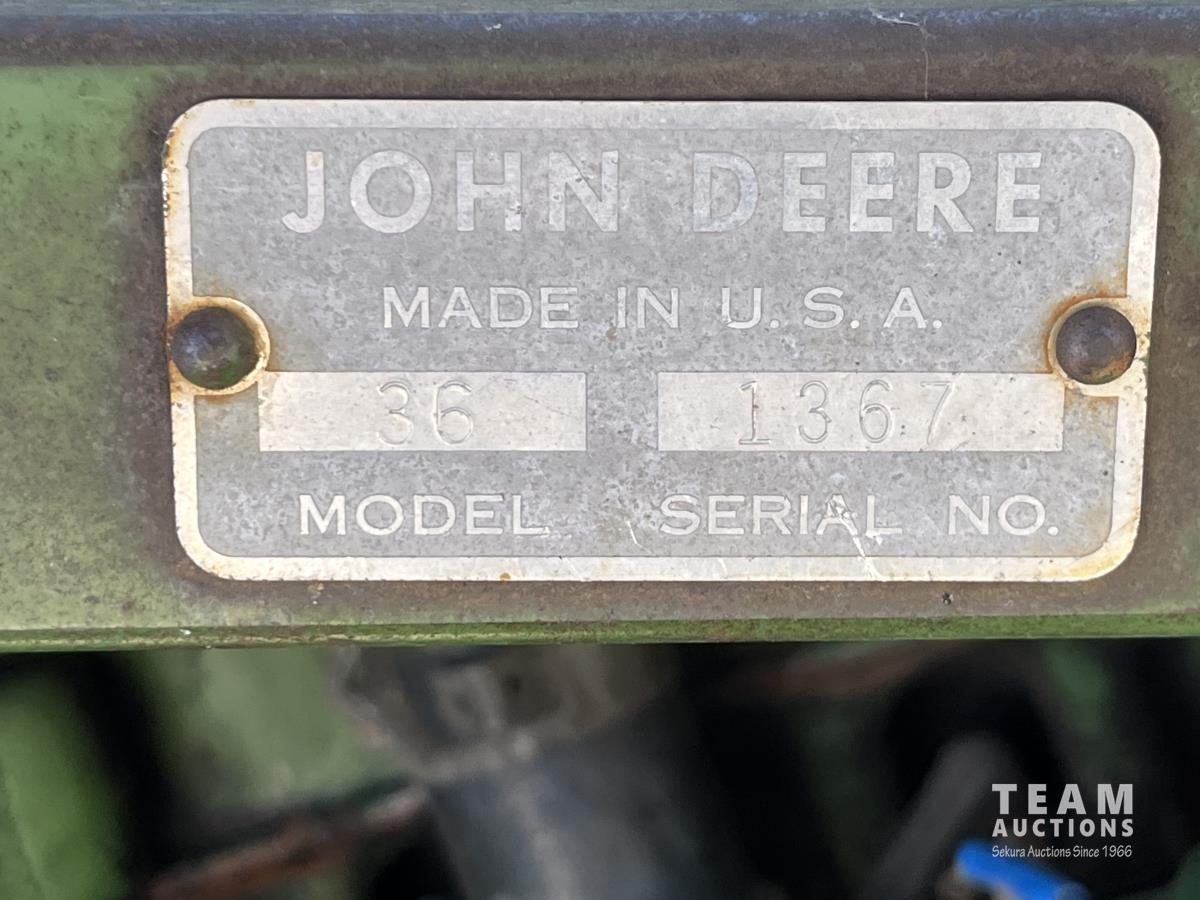 JOHN DEERE
MADE IN U. S. A.
36 1367
MODEL SERIAL NO.
TEAM
AUCTIONS
Sekura Auctions Since 1966